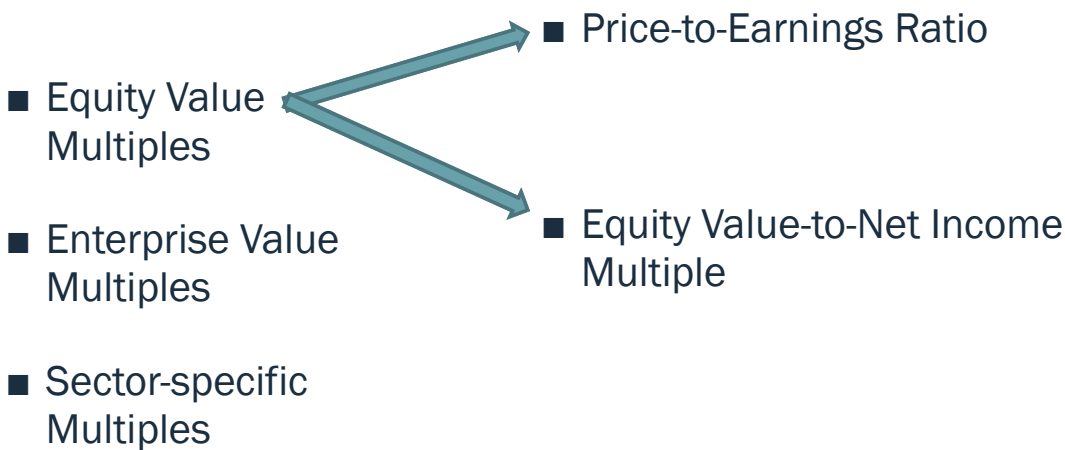 ■ Equity Value
Multiples
■ Enterprise Value
Multiples
■ Sector-specific
Multiples
■ Price-to-Earnings Ratio
■ Equity Value-to-Net Income
Multiple